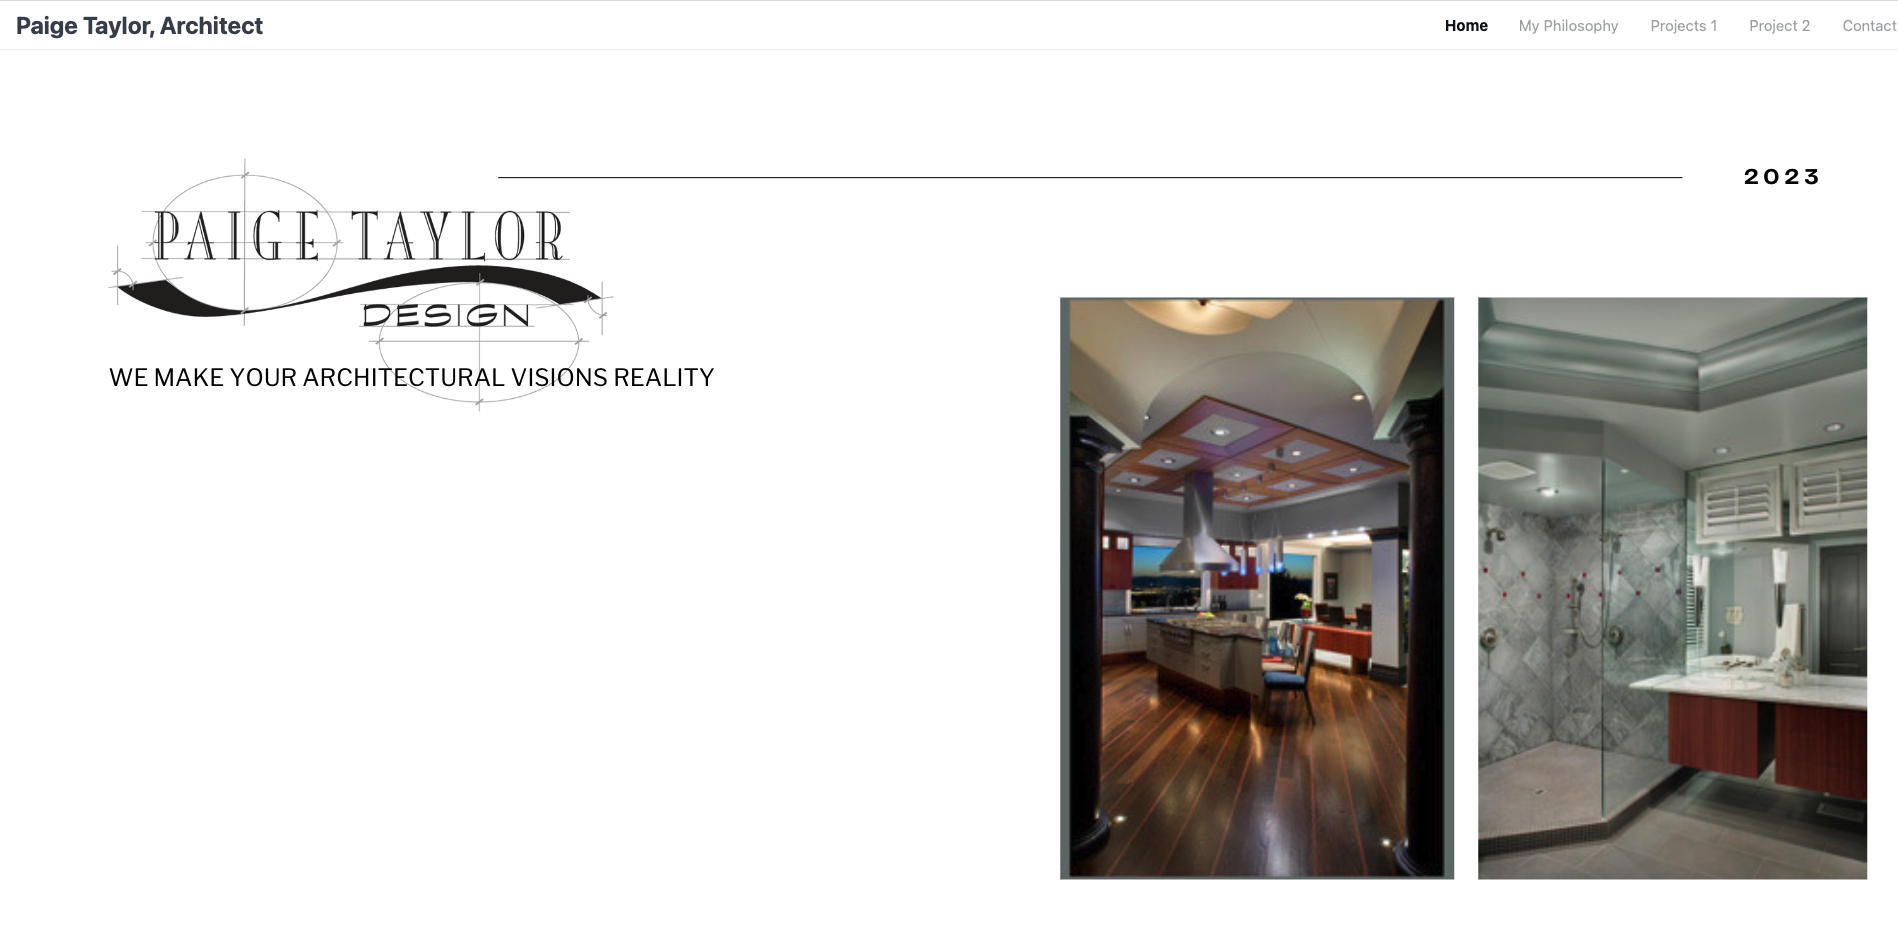 Paige Taylor, Architect
Home My Philosophy Projects 1 Project 2 Contact
2023
PAIGE TAYLOR
DESIGN
WE MAKE YOUR ARCHITECTURAL VISIONS REALITY